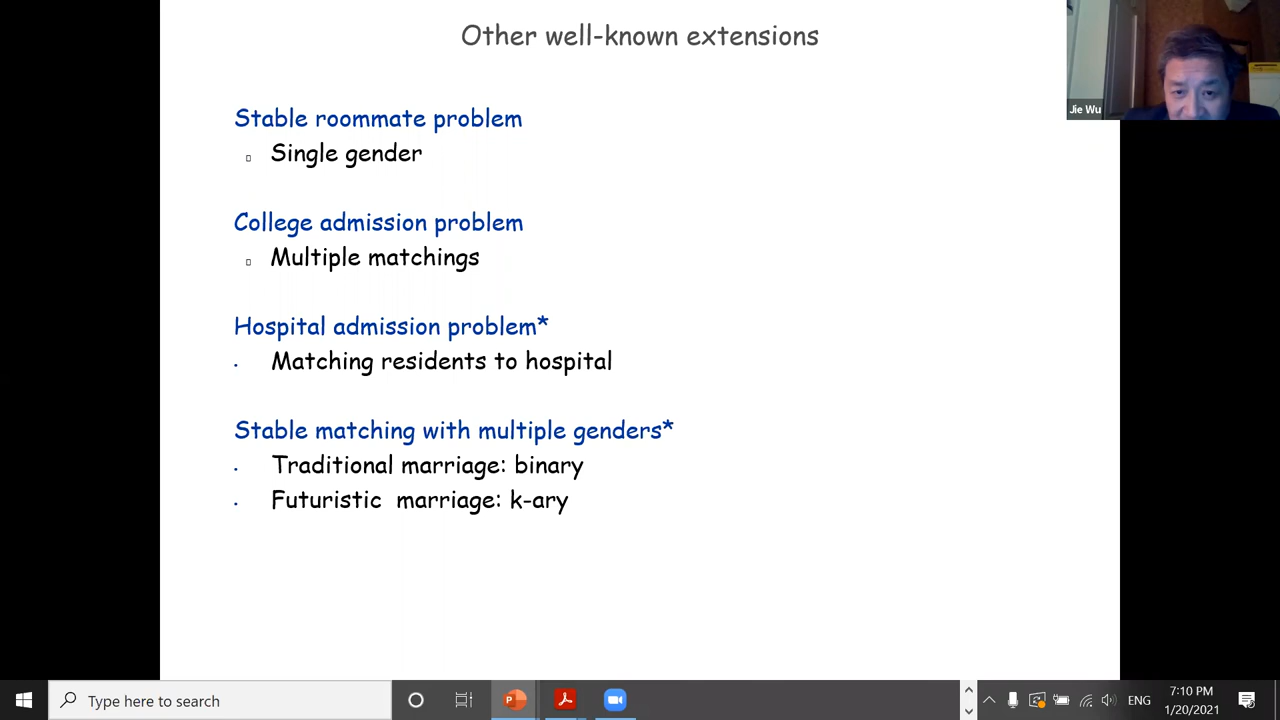 Other well-known extensions
Jie Wu
Stable roommate problem
Single gender
College admission problem
Multiple matchings
Hospital admission problem*
Matching residents to hospital
Stable matching with multiple genders*
Traditional marriage: binary
Futuristic marriage: k-ary
Type here to search
ENG
7:10 PM
1/20/2021